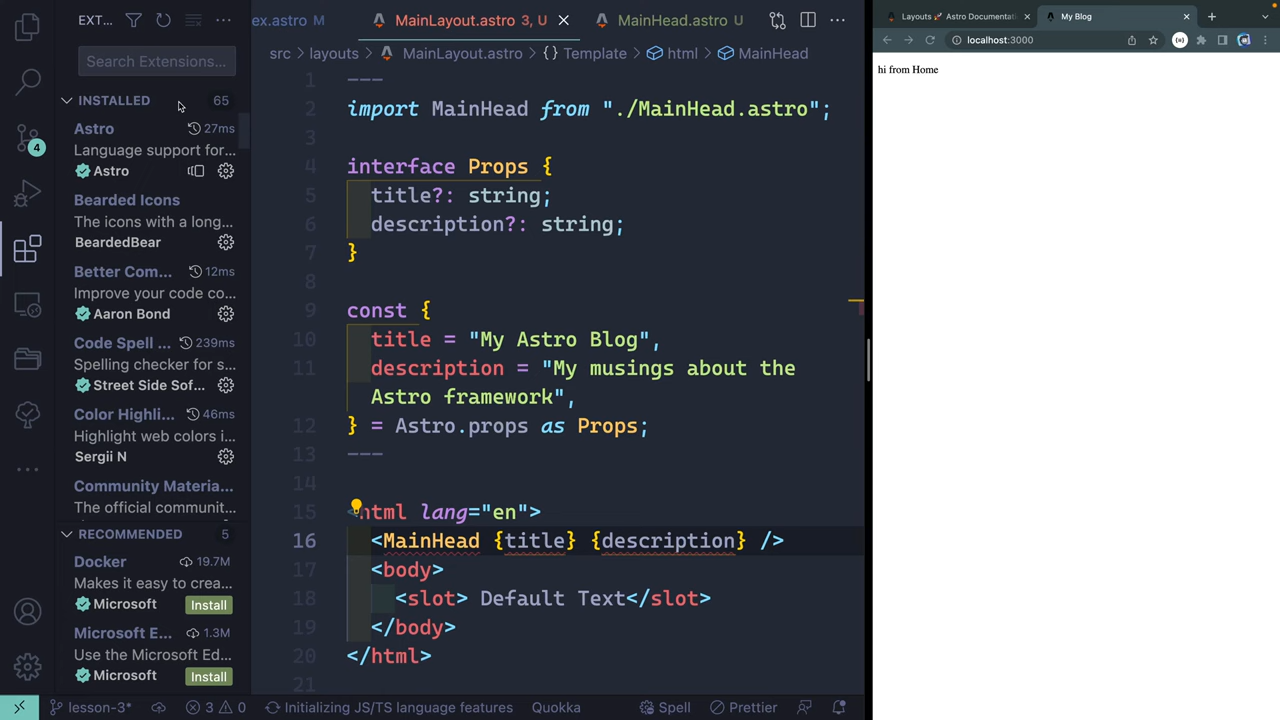 EXT...
ex.astro M
MainLayout.astro 3, U
MainHead.astro U
Layouts 🚀 Astro Documentati
My Blog
localhost:3000
Search Extensions...
src > layouts > MainLayout.astro > {} Template > html > MainHead
hi from Home
INSTALLED 65
Astro 27ms
Language support for...
Astro
Bearded Icons
The icons with a long...
BeardedBear
Better Com... 12ms
Improve your code co...
Aaron Bond
Code Spell ... 239ms
Spelling checker for s...
Street Side Sof...
Color Highli... 46ms
Highlight web colors i...
Sergii N
Community Materia...
The official communit...
RECOMMENDED 5
Docker 19.7M
Makes it easy to crea...
Microsoft Install
Microsoft E... 1.3M
Use the Microsoft Ed...
Microsoft Install
1 ---
2 import MainHead from "./MainHead.astro";
3
4 interface Props {
5 title?: string;
6 description?: string;
7 }
8
9 const {
10 title = "My Astro Blog",
11 description = "My musings about the
Astro framework",
12 } = Astro.props as Props;
13 ---
14
15 <html lang="en">
16 <MainHead {title} {description} />
17 <body>
18 <slot> Default Text</slot>
19 </body>
20 </html>
21
4
lesson-3* 3 0 Initializing JS/TS language features Quokka Spell Prettier